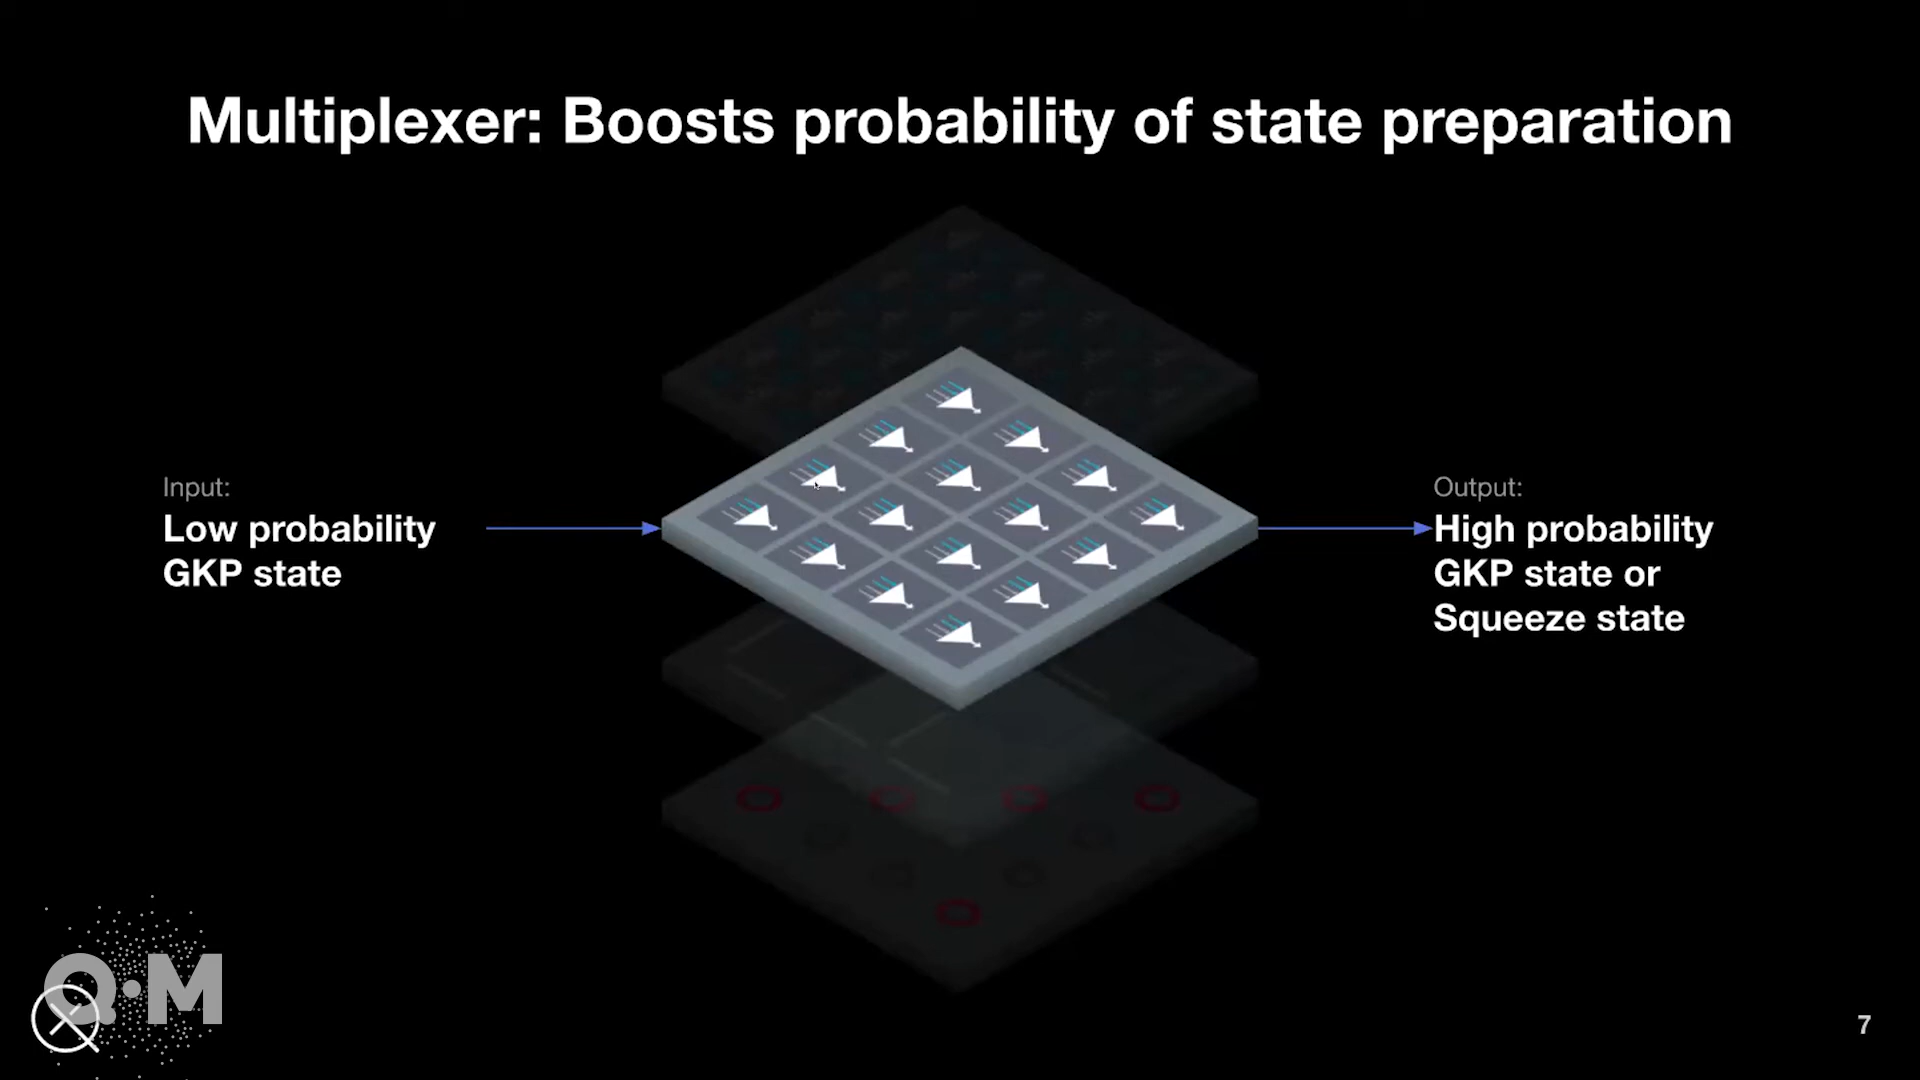 Multiplexer: Boosts probability of state preparation
Input:
Low probability
GKP state
Output:
High probability
GKP state or
Squeeze state
Q·M
7